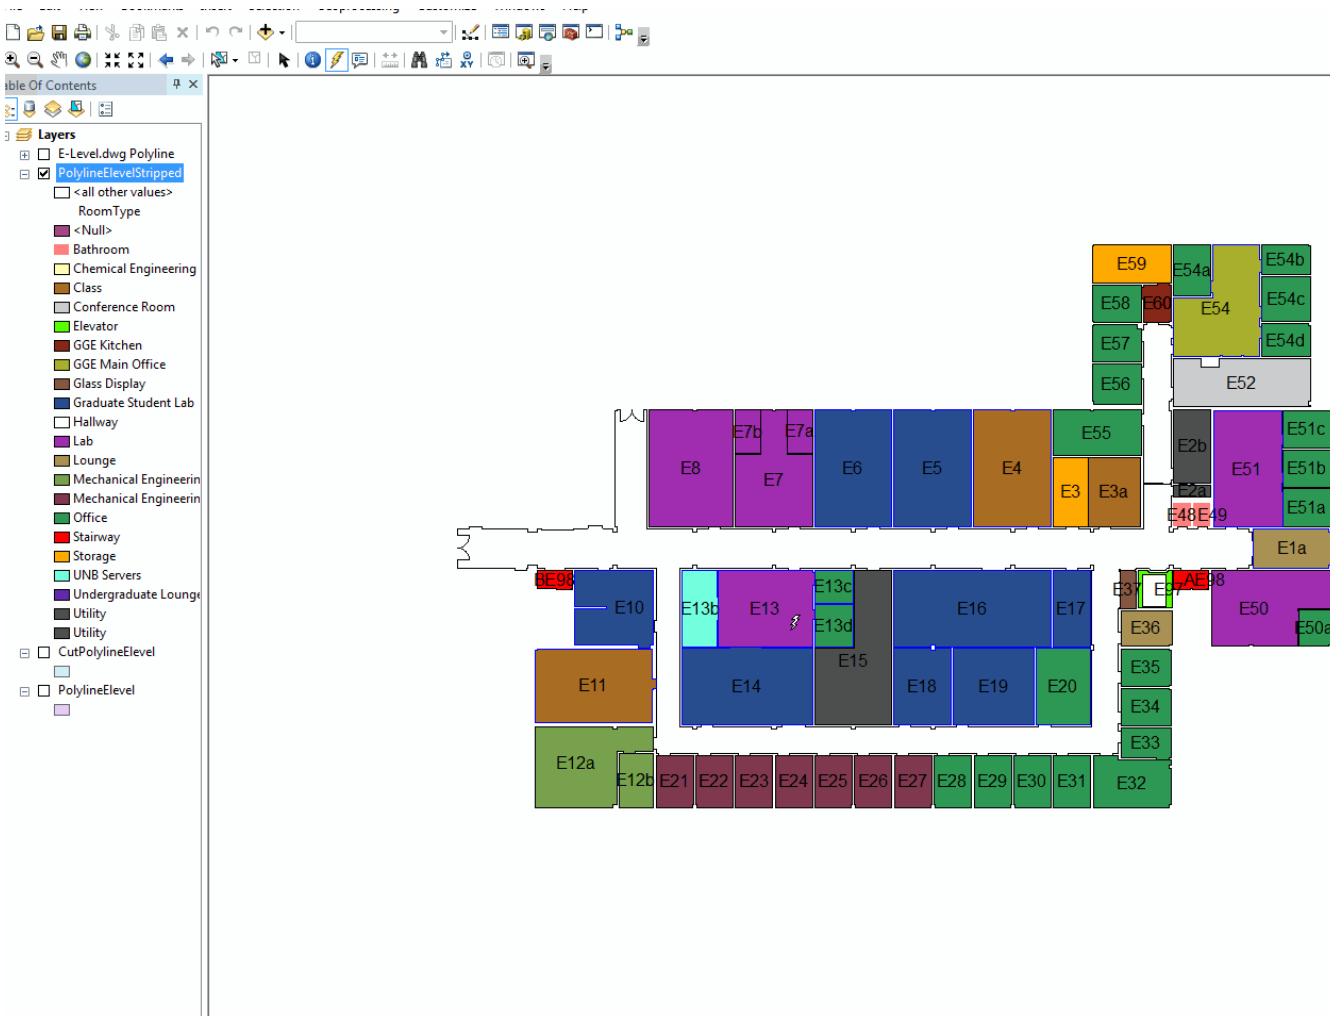 able Of Contents
Layers
E-Level.dwg Polyline
PolylineElevelStripped
<all other values>
RoomType
<Null>
Bathroom
Chemical Engineering
Class
Conference Room
Elevator
GGE Kitchen
GGE Main Office
Glass Display
Graduate Student Lab
Hallway
Lab
Lounge
Mechanical Engineerin
Mechanical Engineerin
Office
Stairway
Storage
UNB Servers
Undergraduate Lounge
Utility
Utility
CutPolylineElevel
PolylineElevel
E59 E54a E54b
E58 E60 E54 E54c
E57 E54d
E56 E52
E8 E7b E7a E7 E6 E5 E4 E55 E2b E51 E51c
E3 E3a E2a E51b
E48 E49 E51a
E1a
BE98 E10 E13b E13 E13c E16 E17 E37 E97 AE98 E50
E13d E36 E50a
E11 E14 E15 E18 E19 E20 E35
E34
E33
E12a E12b E21 E22 E23 E24 E25 E26 E27 E28 E29 E30 E31 E32